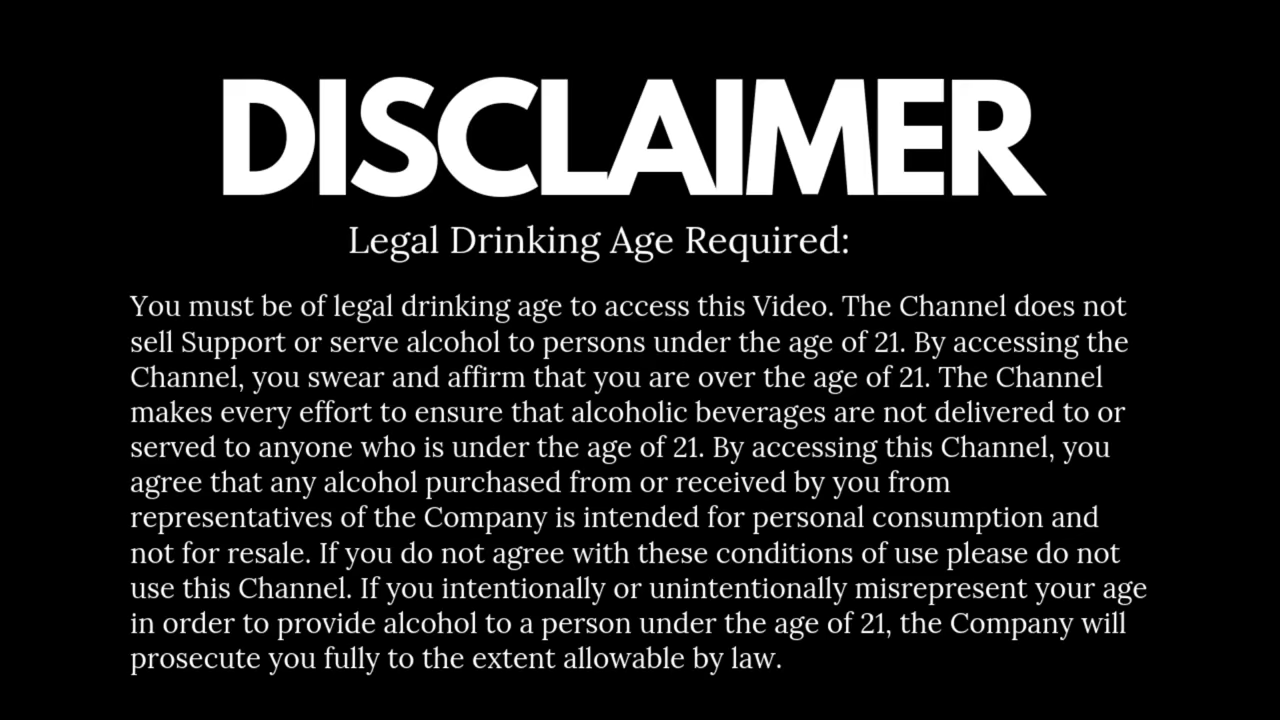 DISCLAIMER
Legal Drinking Age Required:
You must be of legal drinking age to access this Video. The Channel does not
sell Support or serve alcohol to persons under the age of 21. By accessing the
Channel, you swear and affirm that you are over the age of 21. The Channel
makes every effort to ensure that alcoholic beverages are not delivered to or
served to anyone who is under the age of 21. By accessing this Channel, you
agree that any alcohol purchased from or received by you from
representatives of the Company is intended for personal consumption and
not for resale. If you do not agree with these conditions of use please do not
use this Channel. If you intentionally or unintentionally misrepresent your age
in order to provide alcohol to a person under the age of 21, the Company will
prosecute you fully to the extent allowable by law.